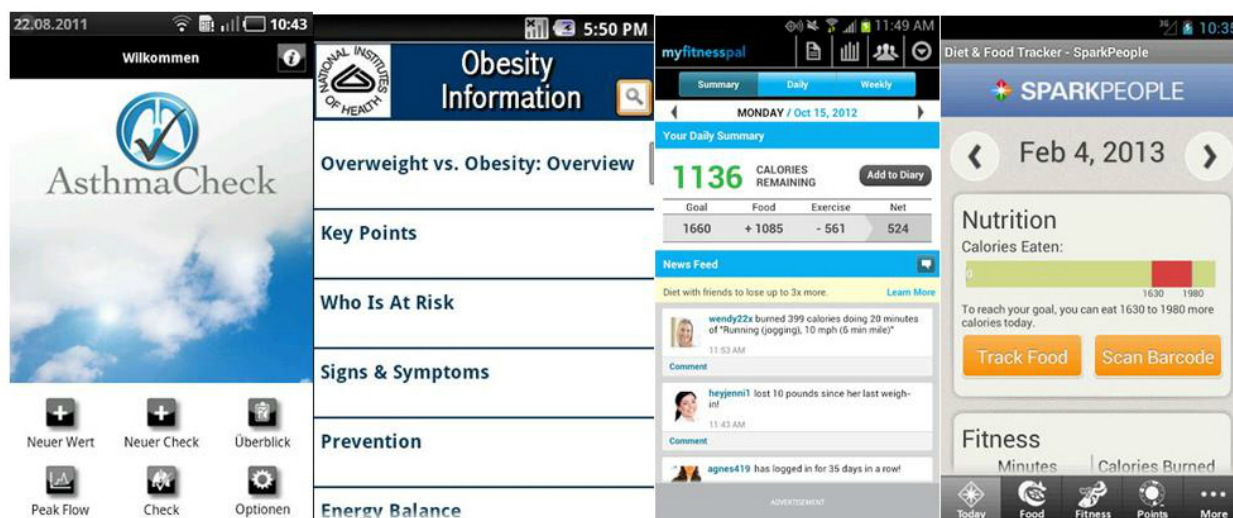 22.08.2011
10:43
Willkommen
AsthmaCheck
Neuer Wert
Neuer Check
Überblick
Peak Flow
Check
Optionen
5:50 PM
NATIONAL INSTITUTES
OF HEALTH
Obesity
Information
Overweight vs. Obesity: Overview
Key Points
Who Is At Risk
Signs & Symptoms
Prevention
Energy Balance
11:49 AM
myfitnesspal
Summary
Daily
Weekly
MONDAY / Oct 15, 2012
Your Daily Summary
1136
CALORIES
REMAINING
Add to Diary
Goal Food Exercise Net
1660 + 1085 - 561 524
News Feed
Diet with friends to lose up to 3x more. Learn More
wendy22x burned 399 calories doing 20 minutes
of "Running (jogging), 10 mph (6 min mile)"
11:53 AM
Comment
heyjenni1 lost 10 pounds since her last weigh-
in!
11:43 AM
Comment
agnes419 has logged in for 35 days in a row!
ADVERTISEMENT
3G
10:35
Diet & Food Tracker - SparkPeople
SPARKPEOPLE
Feb 4, 2013
Nutrition
Calories Eaten:
0
1630 1980
To reach your goal, you can eat 1630 to 1980 more
calories today.
Track Food
Scan Barcode
Fitness
Minutes Calories Burned
Today Food Fitness Points More